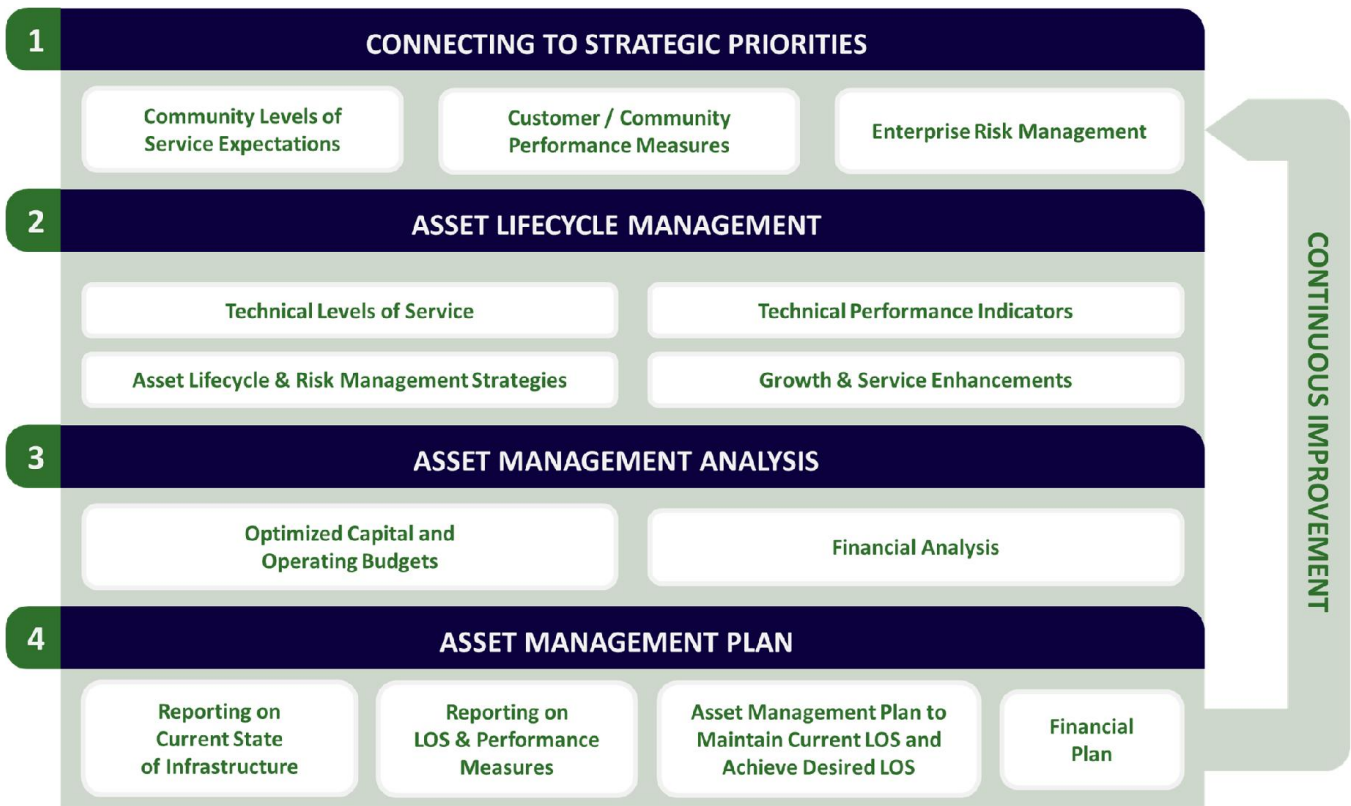 1
CONNECTING TO STRATEGIC PRIORITIES
Community Levels of
Service Expectations
Customer / Community
Performance Measures
Enterprise Risk Management
2
ASSET LIFECYCLE MANAGEMENT
Technical Levels of Service
Technical Performance Indicators
Asset Lifecycle & Risk Management Strategies
Growth & Service Enhancements
3
ASSET MANAGEMENT ANALYSIS
Optimized Capital and
Operating Budgets
Financial Analysis
4
ASSET MANAGEMENT PLAN
Reporting on
Current State
of Infrastructure
Reporting on
LOS & Performance
Measures
Asset Management Plan to
Maintain Current LOS and
Achieve Desired LOS
Financial
Plan
CONTINUOUS IMPROVEMENT